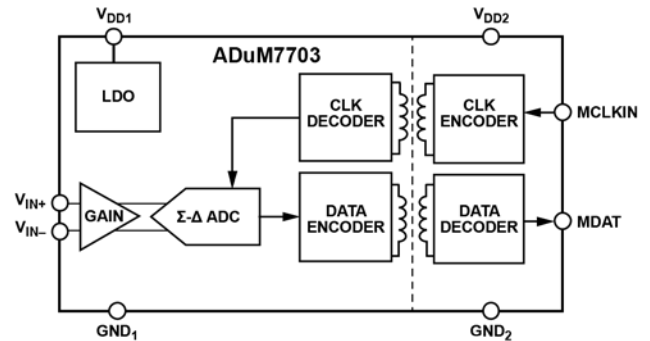 VDD1
VDD2
ADuM7703
LDO
CLK
DECODER
CLK
ENCODER
MCLKIN
VIN+
VIN–
GAIN
Σ-Δ ADC
DATA
ENCODER
DATA
DECODER
MDAT
GND1
GND2